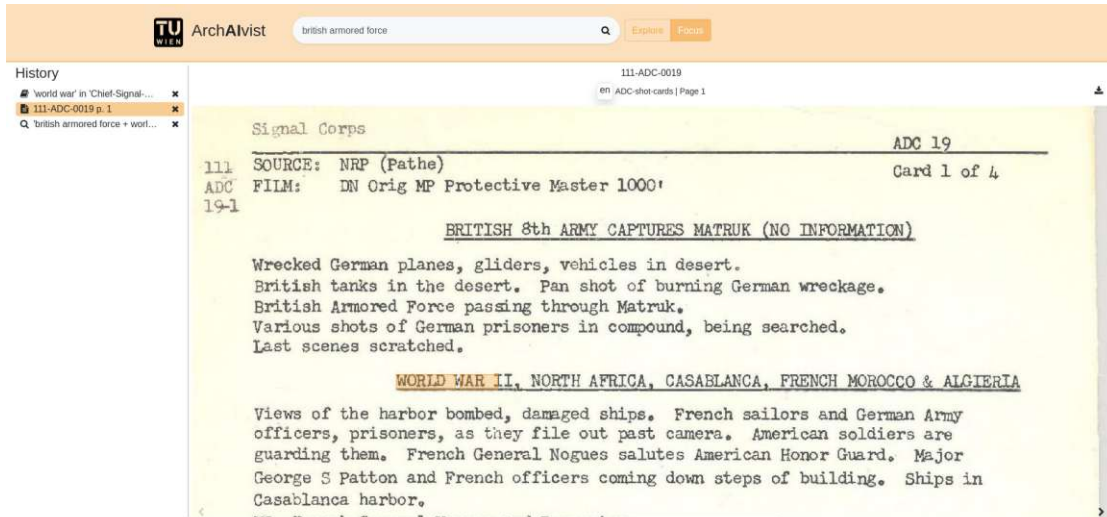 TU
WIEN
ArchAIvist
british armored force
Explore
Focus
History
'world war' in 'Chief-Signal-...
111-ADC-0019 p. 1
'british armored force + worl...
111-ADC-0019
en ADC-shot-cards | Page 1
Signal Corps
ADC 19
111
ADC
19-1
SOURCE: NRP (Pathe)
Card 1 of 4
FILM: DN Orig MP Protective Master 1000'
BRITISH 8th ARMY CAPTURES MATRUK (NO INFORMATION)
Wrecked German planes, gliders, vehicles in desert.
British tanks in the desert. Pan shot of burning German wreckage.
British Armored Force passing through Matruk.
Various shots of German prisoners in compound, being searched.
Last scenes scratched.
WORLD WAR II, NORTH AFRICA, CASABLANCA, FRENCH MOROCCO & ALGIERIA
Views of the harbor bombed, damaged ships. French sailors and German Army
officers, prisoners, as they file out past camera. American soldiers are
guarding them. French General Nogues salutes American Honor Guard. Major
George S Patton and French officers coming down steps of building. Ships in
Casablanca harbor.